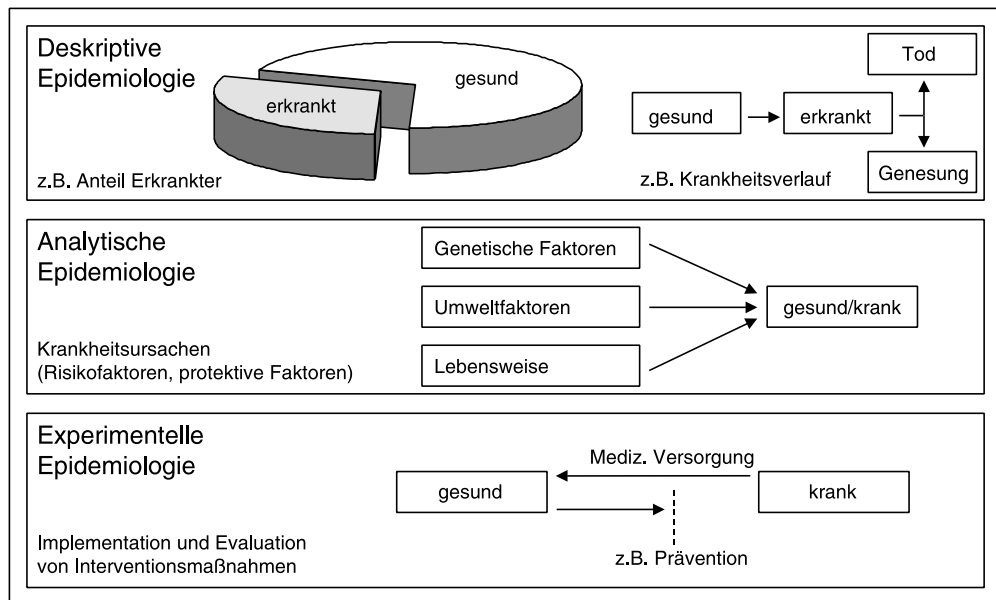 Deskriptive
Epidemiologie
gesund
erkrankt
z.B. Anteil Erkrankter
Tod
gesund
erkrankt
Genesung
z.B. Krankheitsverlauf
Analytische
Epidemiologie
Krankheitsursachen
(Risikofaktoren, protektive Faktoren)
Genetische Faktoren
Umweltfaktoren
Lebensweise
gesund/krank
Experimentelle
Epidemiologie
Implementation und Evaluation
von Interventionsmaßnahmen
Mediz. Versorgung
gesund
krank
z.B. Prävention